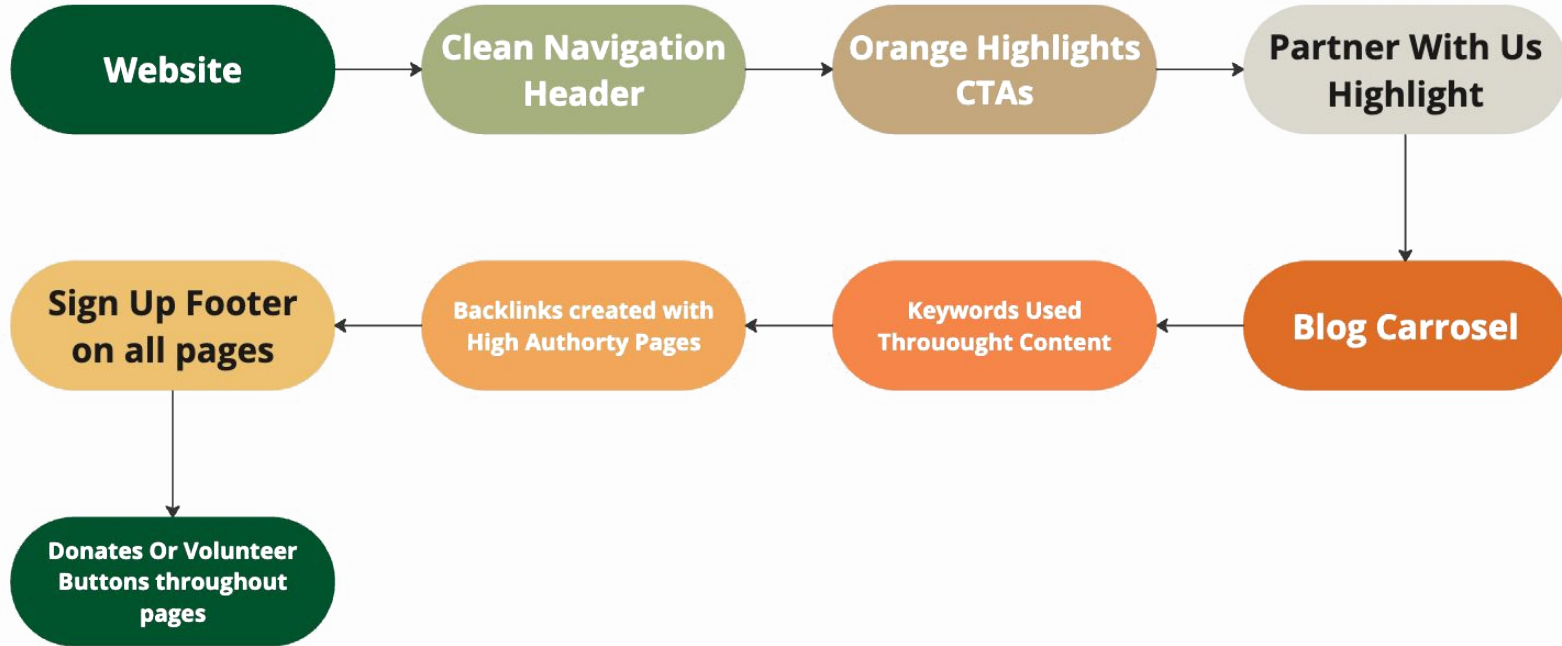 Website
Clean Navigation
Header
Orange Highlights
CTAs
Partner With Us
Highlight
Blog Carrosel
Keywords Used
Throuought Content
Backlinks created with
High Authorty Pages
Sign Up Footer
on all pages
Donates Or Volunteer
Buttons throughout
pages